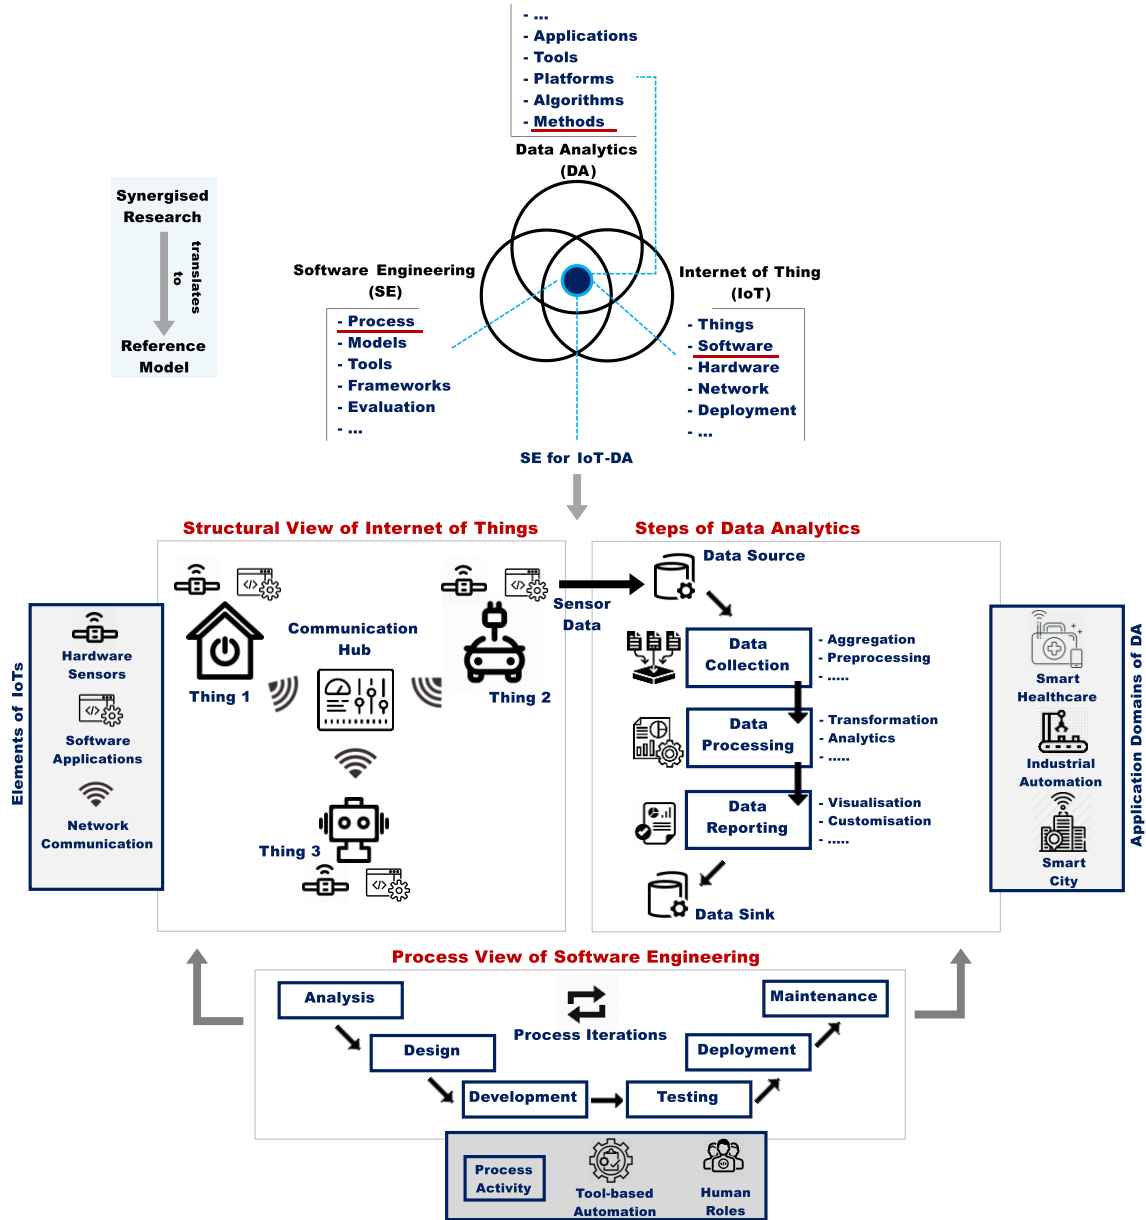 - ...
- Applications
- Tools
- Platforms
- Algorithms
- Methods
Data Analytics
(DA)
Synergised
Research
translates
to
Reference
Model
Software Engineering
(SE)
- Process
- Models
- Tools
- Frameworks
- Evaluation
- ...
Internet of Thing
(IoT)
- Things
- Software
- Hardware
- Network
- Deployment
- ...
SE for IoT-DA
Structural View of Internet of Things
Elements of IoTs
Hardware
Sensors
</>
Software
Applications
Network
Communication
</>
Thing 1
Communication
Hub
</>
Thing 2
Thing 3
</>
Sensor
Data
Steps of Data Analytics
Data Source
Data
Collection
- Aggregation
- Preprocessing
- .....
Data
Processing
- Transformation
- Analytics
- .....
Data
Reporting
- Visualisation
- Customisation
- .....
Data Sink
Application Domains of DA
Smart
Healthcare
Industrial
Automation
Smart
City
Process View of Software Engineering
Analysis
Design
Development
Testing
Deployment
Maintenance
Process Iterations
Process
Activity
Tool-based
Automation
Human
Roles